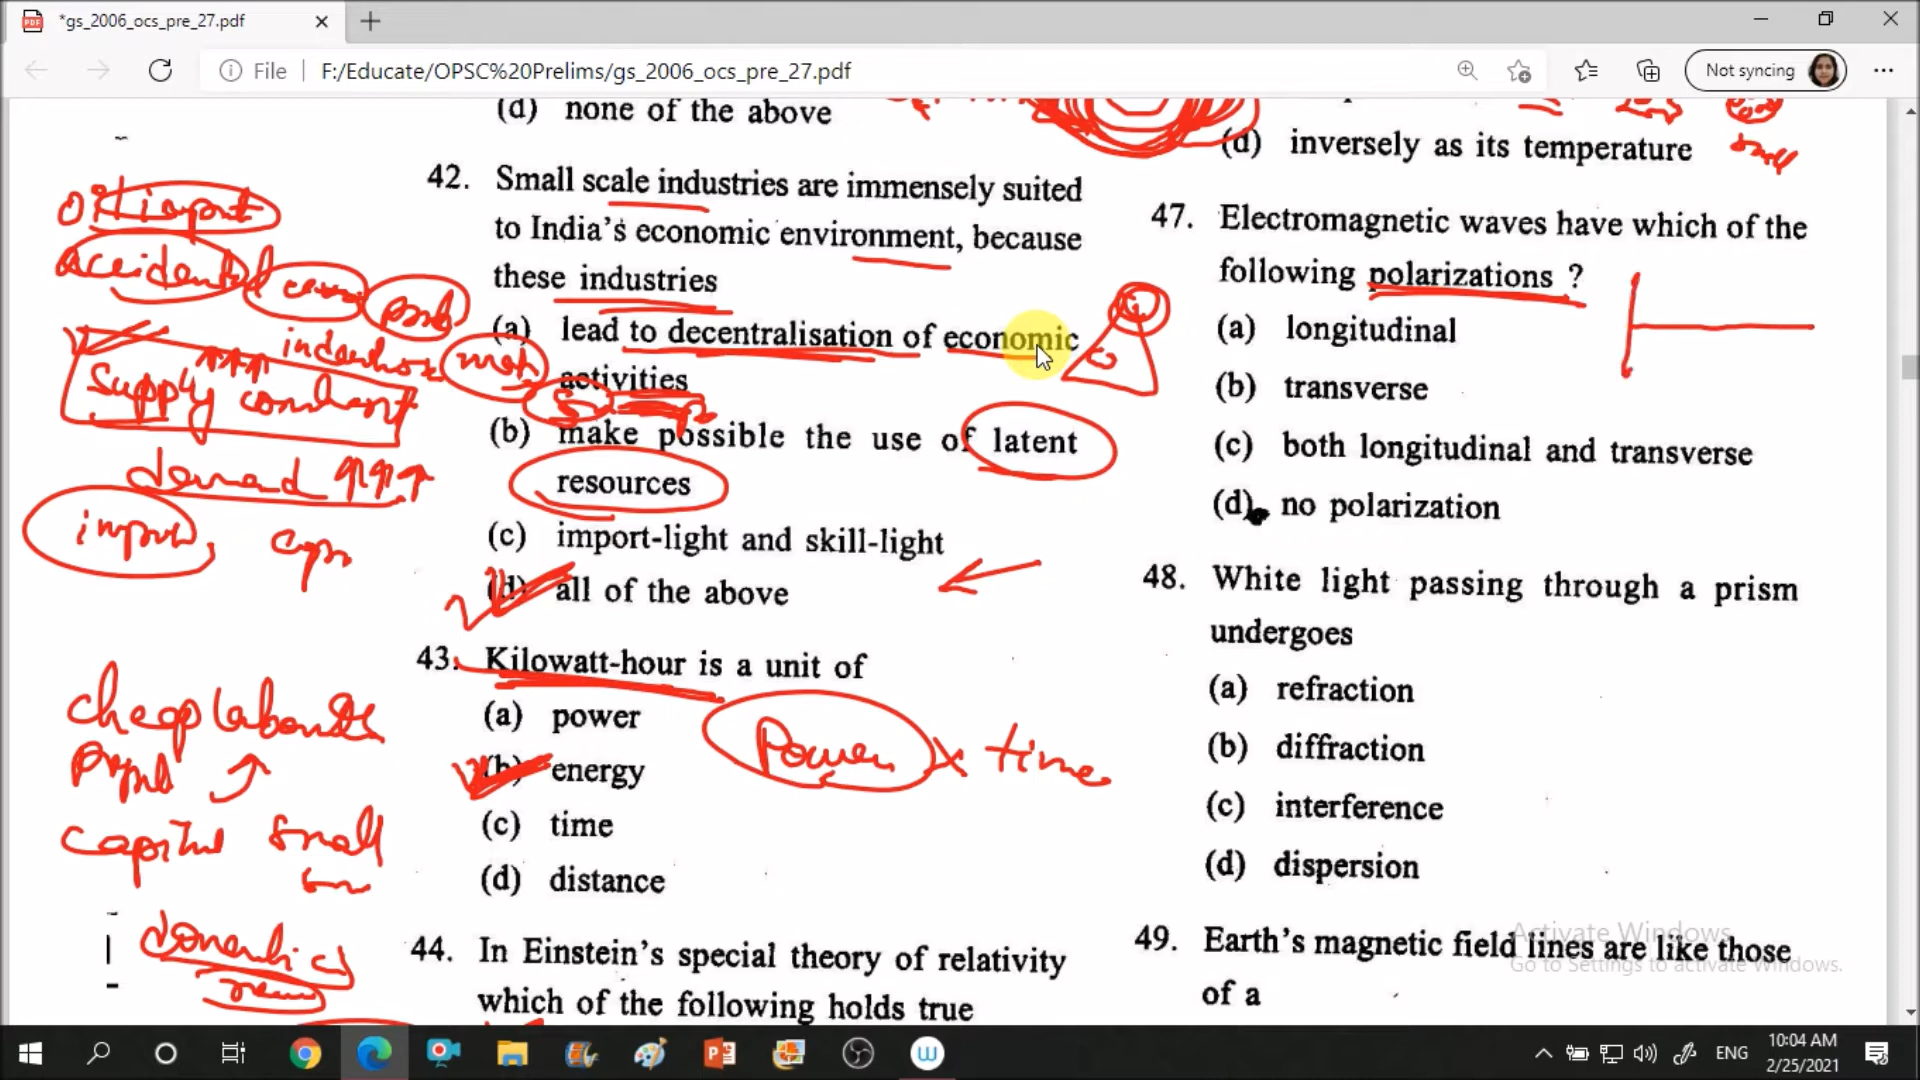 *gs_2006_ocs_pre_27.pdf
File F:/Educate/OPSC%20Prelims/gs_2006_ocs_pre_27.pdf
Not syncing
(d) none of the above
42. Small scale industries are immensely suited
to India's economic environment, because
these industries
(a) lead to decentralisation of economic
activities
(b) make possible the use of latent
resources
(c) import-light and skill-light
(d) all of the above
43. Kilowatt-hour is a unit of
(a) power
(b) energy
(c) time
(d) distance
44. In Einstein's special theory of relativity
which of the following holds true
oil import
accidental
supply constant
demand
import,
cheap labour
capital small
Power × time
(d) inversely as its temperature
small
47. Electromagnetic waves have which of the
following polarizations ?
(a) longitudinal
(b) transverse
(c) both longitudinal and transverse
(d) no polarization
48. White light passing through a prism
undergoes
(a) refraction
(b) diffraction
(c) interference
(d) dispersion
49. Earth's magnetic field lines are like those
of a
Activate Windows
Go to Settings to activate Windows.
ENG
10:04 AM
2/25/2021